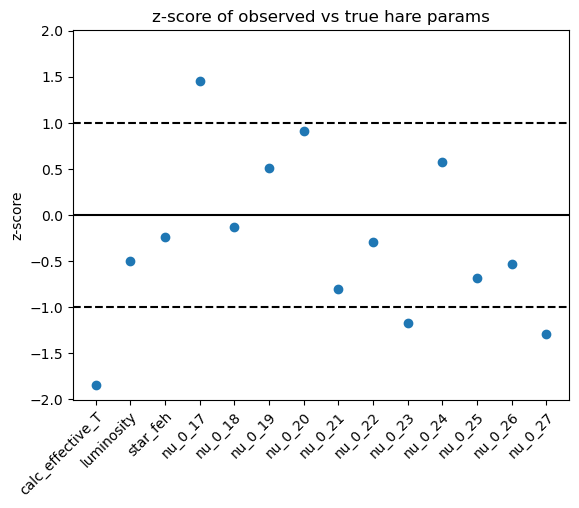 z-score of observed vs true hare params
2.0
1.5
1.0
0.5
0.0
−0.5
−1.0
−1.5
−2.0
z-score
calc_effective_T
luminosity
star_feh
nu_0_17
nu_0_18
nu_0_19
nu_0_20
nu_0_21
nu_0_22
nu_0_23
nu_0_24
nu_0_25
nu_0_26
nu_0_27